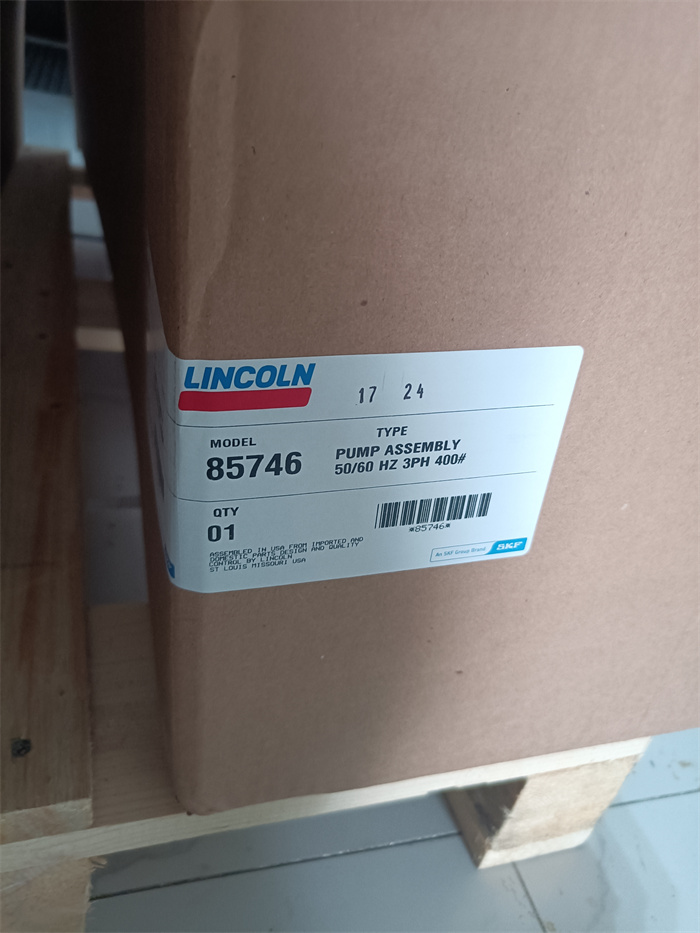 LINCOLN
17 24
MODEL
85746
TYPE
PUMP ASSEMBLY
50/60 HZ 3PH 400#
QTY
01
*85746*
ASSEMBLED IN USA FROM IMPORTED AND
DOMESTIC PARTS DESIGN AND QUALITY
CONTROL BY LINCOLN
ST LOUIS MISSOURI USA
An SKF Group Brand
SKF